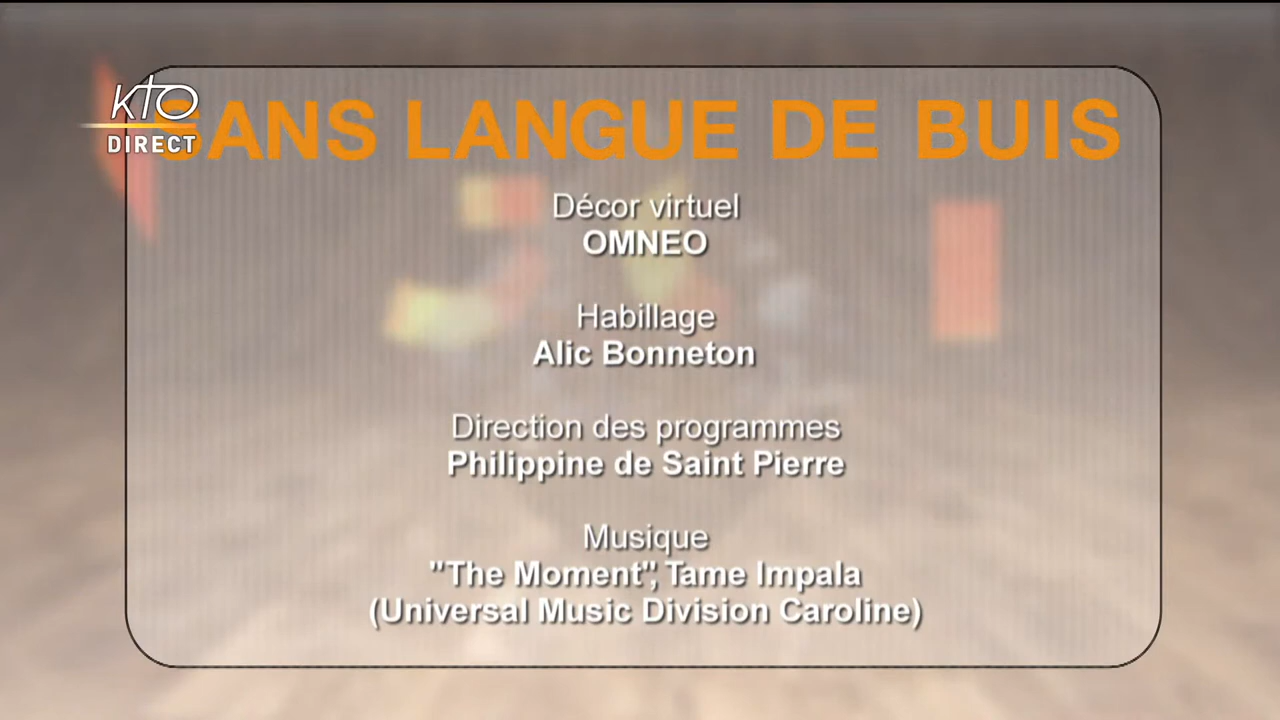 KTO
DIRECT
SANS LANGUE DE BUIS
Décor virtuel
OMNEO
Habillage
Alic Bonneton
Direction des programmes
Philippine de Saint Pierre
Musique
"The Moment", Tame Impala
(Universal Music Division Caroline)